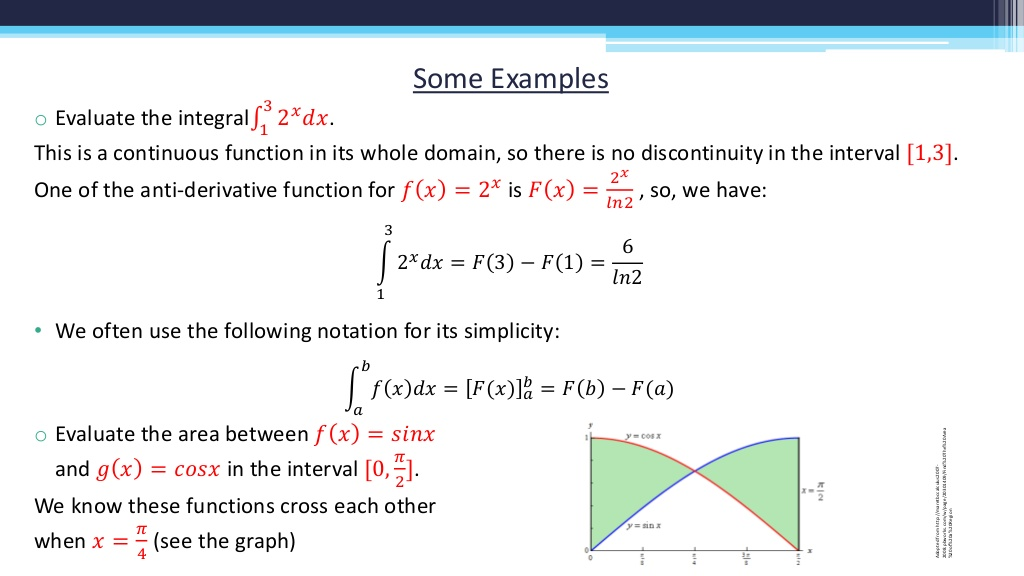 Some Examples
○ Evaluate the integral ∫₁³ 2ˣdx.
This is a continuous function in its whole domain, so there is no discontinuity in the interval [1,3].
One of the anti-derivative function for f(x) = 2ˣ is F(x) = 2ˣ/ln2 , so, we have:
∫₁³ 2ˣdx = F(3) − F(1) = 6/ln2
• We often use the following notation for its simplicity:
∫ₐᵇ f(x)dx = [F(x)]ₐᵇ = F(b) − F(a)
○ Evaluate the area between f(x) = sinx
and g(x) = cosx in the interval [0, π/2].
We know these functions cross each other
when x = π/4 (see the graph)
y
1
y = cos x
x = π/2
y = sin x
0
x
0